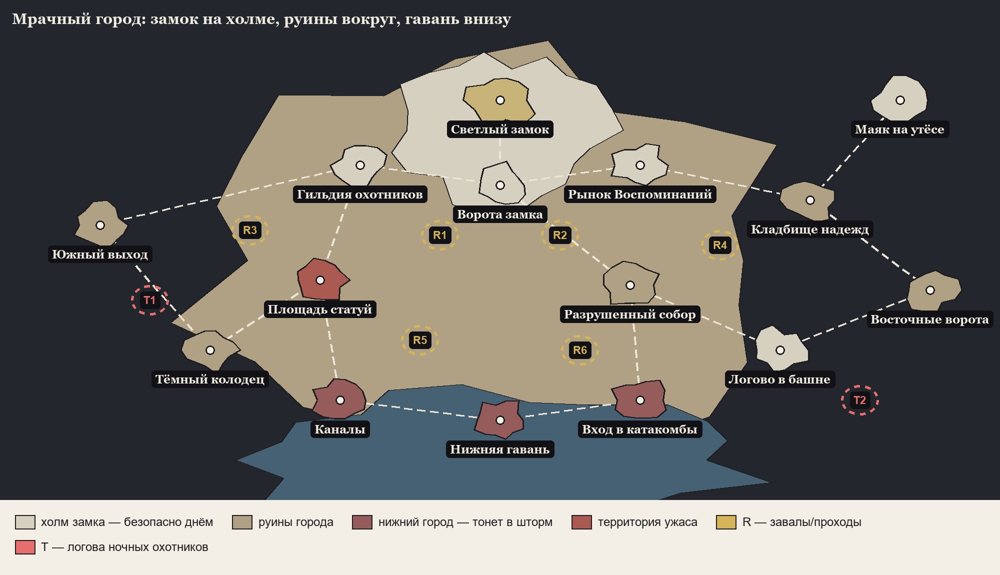 Мрачный город: замок на холме, руины вокруг, гавань внизу
Светлый замок
Маяк на утёсе
Гильдия охотников
Рынок Воспоминаний
Ворота замка
Кладбище надежд
R3
R1
R2
R4
Южный выход
T1
Площадь статуй
Разрушенный собор
Восточные ворота
R5
R6
Тёмный колодец
Логово в башне
T2
Каналы
Вход в катакомбы
Нижняя гавань
холм замка — безопасно днём
руины города
нижний город — тонет в шторм
территория ужаса
R — завалы/проходы
T — логова ночных охотников